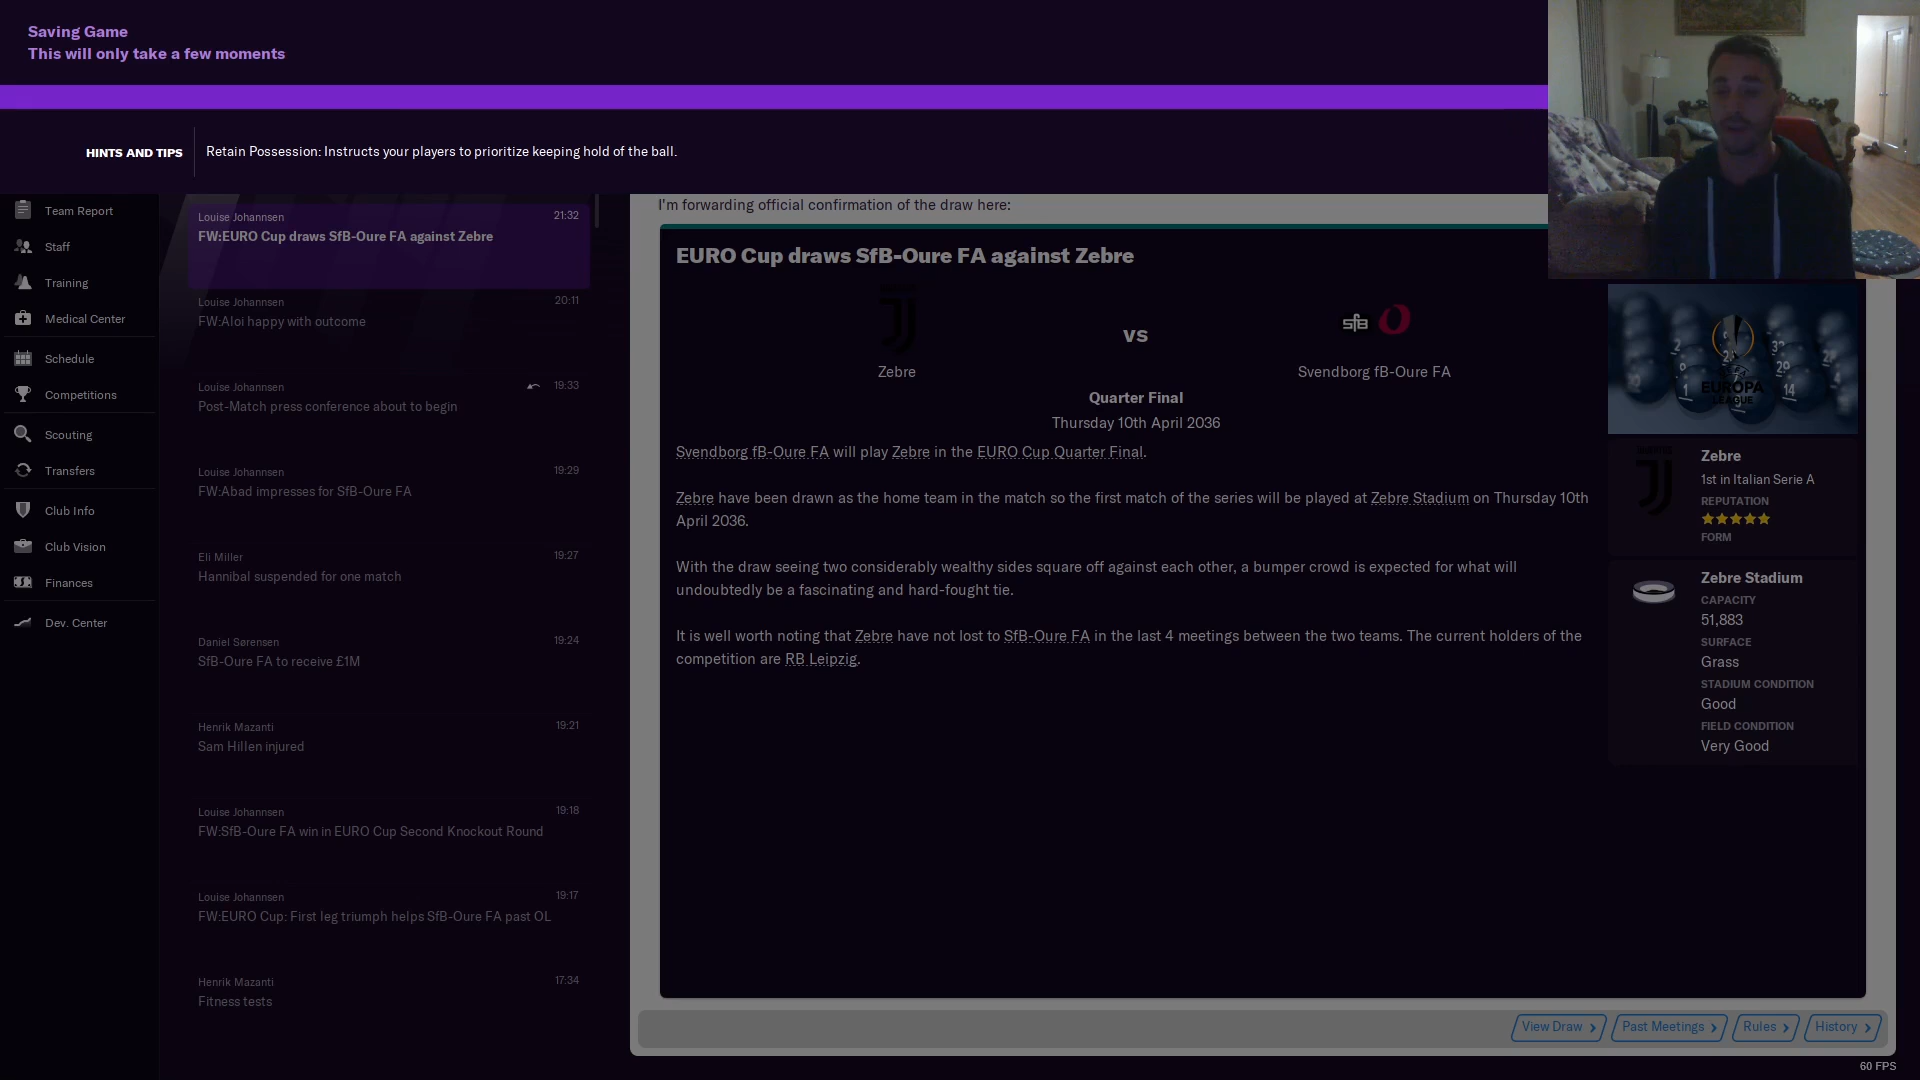 Saving Game
This will only take a few moments
HINTS AND TIPS
Retain Possession: Instructs your players to prioritize keeping hold of the ball.
Team Report
Staff
Training
Medical Center
Schedule
Competitions
Scouting
Transfers
Club Info
Club Vision
Finances
Dev. Center
Louise Johannsen 21:32
FW:EURO Cup draws SfB-Oure FA against Zebre
Louise Johannsen 20:11
FW:Aloi happy with outcome
Louise Johannsen 19:33
Post-Match press conference about to begin
Louise Johannsen 19:29
FW:Abad impresses for SfB-Oure FA
Eli Miller 19:27
Hannibal suspended for one match
Daniel Sørensen 19:24
SfB-Oure FA to receive £1M
Henrik Mazanti 19:21
Sam Hillen injured
Louise Johannsen 19:18
FW:SfB-Oure FA win in EURO Cup Second Knockout Round
Louise Johannsen 19:17
FW:EURO Cup: First leg triumph helps SfB-Oure FA past OL
Henrik Mazanti 17:34
Fitness tests
I'm forwarding official confirmation of the draw here:
EURO Cup draws SfB-Oure FA against Zebre
sfB
vs
Zebre
Svendborg fB-Oure FA
Quarter Final
Thursday 10th April 2036
Svendborg fB-Oure FA will play Zebre in the EURO Cup Quarter Final.
Zebre have been drawn as the home team in the match so the first match of the series will be played at Zebre Stadium on Thursday 10th
April 2036.
With the draw seeing two considerably wealthy sides square off against each other, a bumper crowd is expected for what will
undoubtedly be a fascinating and hard-fought tie.
It is well worth noting that Zebre have not lost to SfB-Oure FA in the last 4 meetings between the two teams. The current holders of the
competition are RB Leipzig.
UEFA
EUROPA
LEAGUE
Zebre
1st in Italian Serie A
REPUTATION
FORM
Zebre Stadium
CAPACITY
51,883
SURFACE
Grass
STADIUM CONDITION
Good
FIELD CONDITION
Very Good
View Draw
Past Meetings
Rules
History
60 FPS